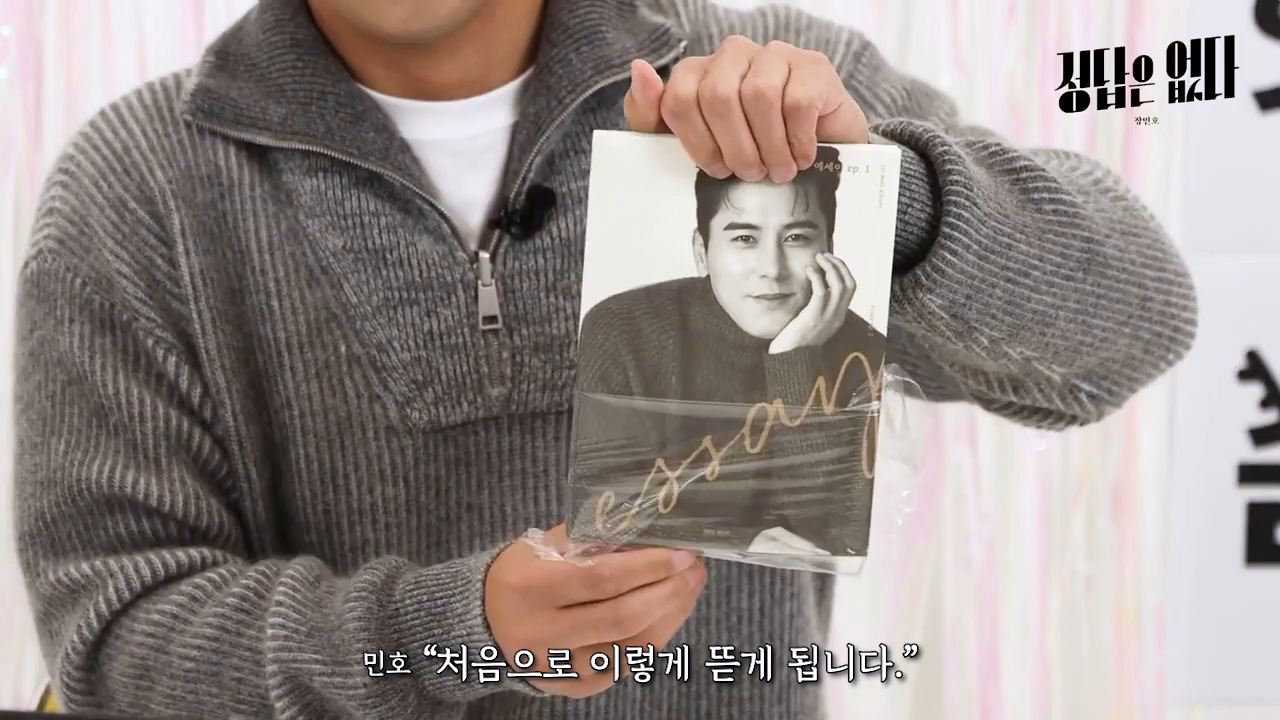 정답은 없다
장민호
에세이 ep. 1
essay
민호 “처음으로 이렇게 뜯게 됩니다.”